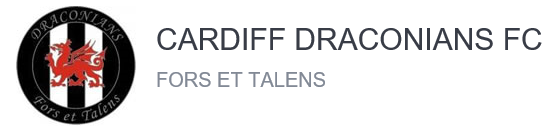 DRACONIANS
Fors et Talens
CARDIFF DRACONIANS FC
FORS ET TALENS